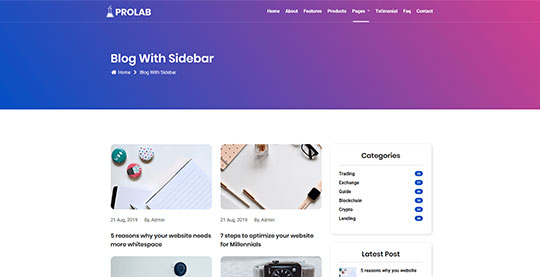 PROLAB
Home About Features Products Pages Tstimonial Faq Contact
Blog With Sidebar
Home Blog With Sidebar
21 Aug, 2019 By, Admin
5 reasons why your website needs
more whitespace
21 Aug, 2019 By, Admin
7 steps to optimize your website
for Millennials
Categories
Trading
Exchange
Guide
Blockchain
Crypto
Landing
Latest Post
5 reasons why you website